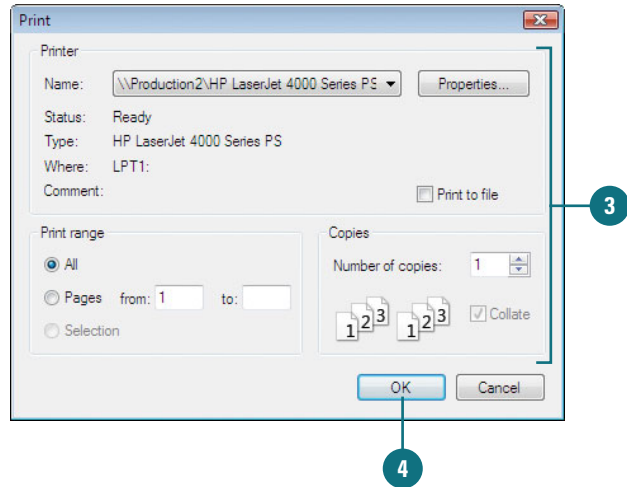 Print
Printer
Name: \\Production2\HP LaserJet 4000 Series PS Properties...
Status: Ready
Type: HP LaserJet 4000 Series PS
Where: LPT1:
Comment: Print to file
3
Print range
All
Pages from: 1 to:
Selection
Copies
Number of copies: 1
1 2 3 1 2 3 Collate
OK Cancel
4